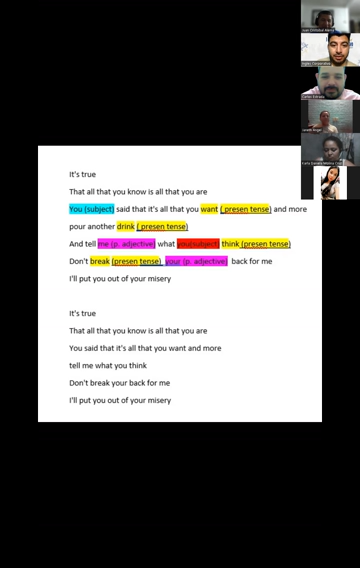 It's true
That all that you know is all that you are
You (subject) said that it's all that you want ( presen tense) and more
pour another drink ( presen tense)
And tell me (p. adjective) what you(subject) think (presen tense)
Don't break (presen tense) your (p. adjective) back for me
I'll put you out of your misery
It's true
That all that you know is all that you are
You said that it's all that you want and more
tell me what you think
Don't break your back for me
I'll put you out of your misery